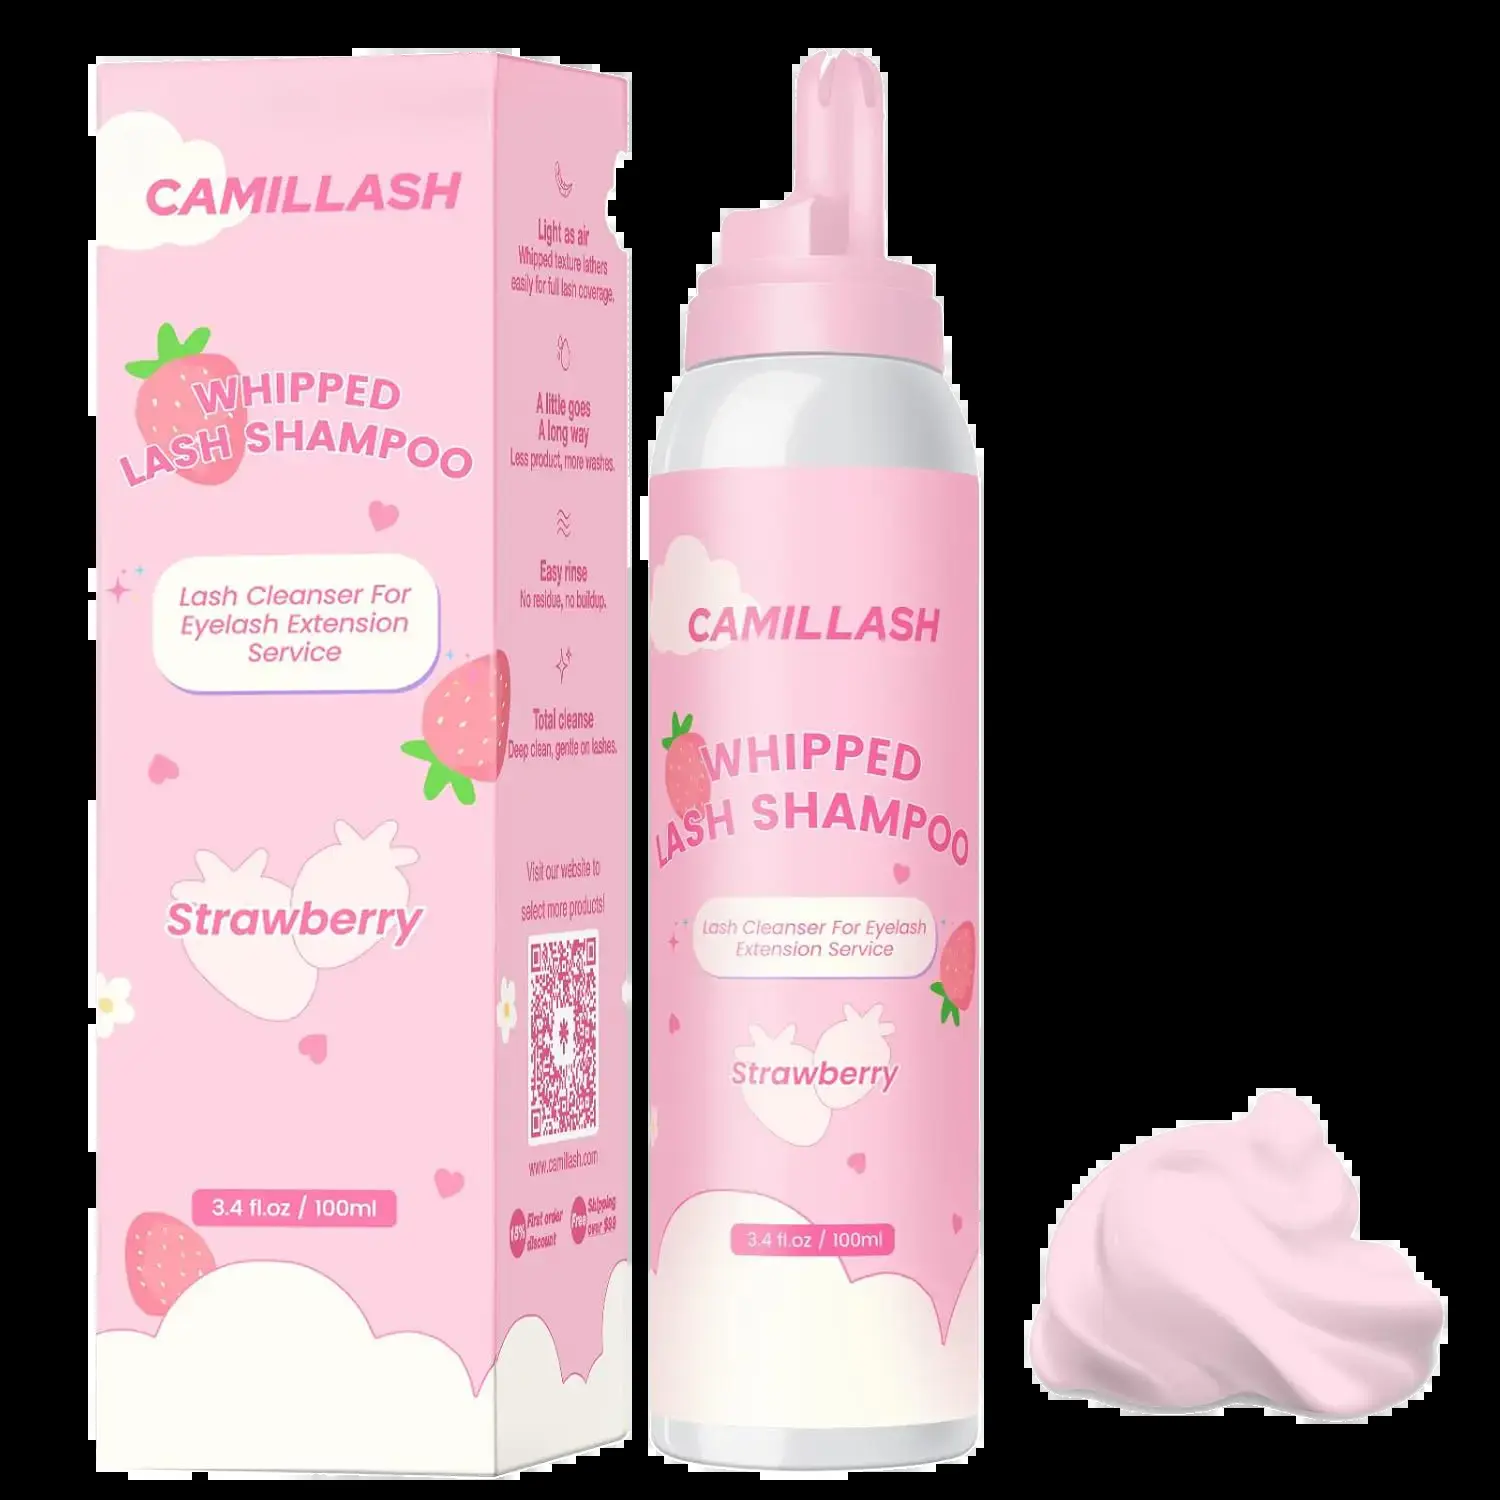 CAMILLASH
WHIPPED
LASH SHAMPOO
Lash Cleanser For
Eyelash Extension
Service
Strawberry
3.4 fl.oz / 100ml
Light as air
Whipped texture lathers
easily for full lash coverage.
A little goes
A long way
Less product, more washes.
Easy rinse
No residue, no buildup.
Total cleanse
Deep clean, gentle on lashes.
Visit our website to
select more products!
www.camillash.com
15%
First order
discount
Free
Shipping
over $89
CAMILLASH
WHIPPED
LASH SHAMPOO
Lash Cleanser For Eyelash
Extension Service
Strawberry
3.4 fl.oz / 100ml